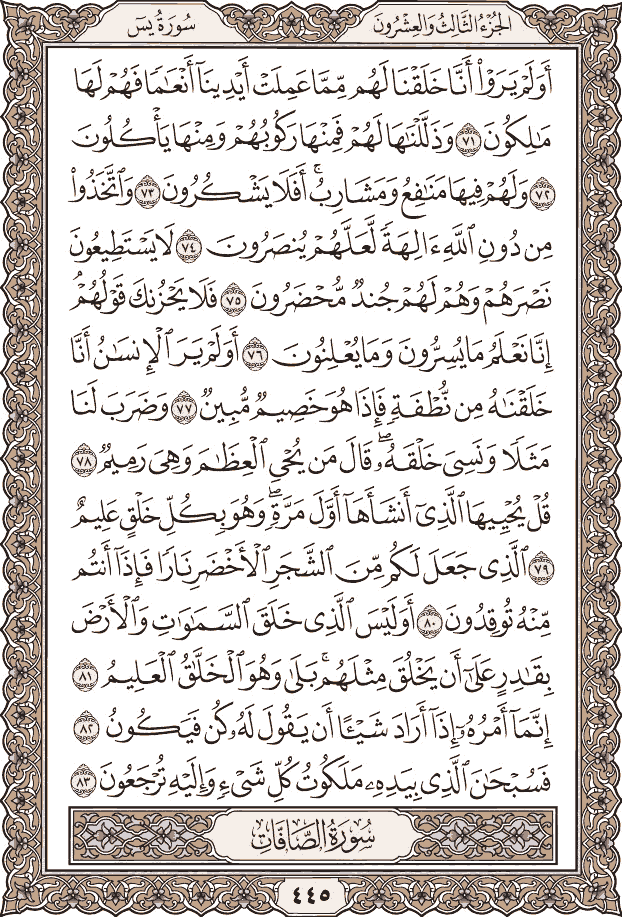 الجزء الثالث والعشرون
سورة يس
أَوَلَمْ يَرَوْا۟ أَنَّا خَلَقْنَا لَهُم مِّمَّا عَمِلَتْ أَيْدِينَآ أَنْعَٰمًا فَهُمْ لَهَا
مَٰلِكُونَ ٧١ وَذَلَّلْنَٰهَا لَهُمْ فَمِنْهَا رَكُوبُهُمْ وَمِنْهَا يَأْكُلُونَ
٧٢ وَلَهُمْ فِيهَا مَنَٰفِعُ وَمَشَارِبُ ۚ أَفَلَا يَشْكُرُونَ ٧٣ وَٱتَّخَذُوا۟
مِن دُونِ ٱللَّهِ ءَالِهَةً لَّعَلَّهُمْ يُنصَرُونَ ٧٤ لَا يَسْتَطِيعُونَ
نَصْرَهُمْ وَهُمْ لَهُمْ جُندٌ مُّحْضَرُونَ ٧٥ فَلَا يَحْزُنكَ قَوْلُهُمْ ۘ
إِنَّا نَعْلَمُ مَا يُسِرُّونَ وَمَا يُعْلِنُونَ ٧٦ أَوَلَمْ يَرَ ٱلْإِنسَٰنُ أَنَّا
خَلَقْنَٰهُ مِن نُّطْفَةٍ فَإِذَا هُوَ خَصِيمٌ مُّبِينٌ ٧٧ وَضَرَبَ لَنَا
مَثَلًا وَنَسِىَ خَلْقَهُۥ ۖ قَالَ مَن يُحْىِ ٱلْعِظَٰمَ وَهِىَ رَمِيمٌ ٧٨
قُلْ يُحْيِيهَا ٱلَّذِىٓ أَنشَأَهَآ أَوَّلَ مَرَّةٍ ۖ وَهُوَ بِكُلِّ خَلْقٍ عَلِيمٌ
٧٩ ٱلَّذِى جَعَلَ لَكُم مِّنَ ٱلشَّجَرِ ٱلْأَخْضَرِ نَارًا فَإِذَآ أَنتُم
مِّنْهُ تُوقِدُونَ ٨٠ أَوَلَيْسَ ٱلَّذِى خَلَقَ ٱلسَّمَٰوَٰتِ وَٱلْأَرْضَ
بِقَٰدِرٍ عَلَىٰٓ أَن يَخْلُقَ مِثْلَهُم ۚ بَلَىٰ وَهُوَ ٱلْخَلَّٰقُ ٱلْعَلِيمُ ٨١
إِنَّمَآ أَمْرُهُۥٓ إِذَآ أَرَادَ شَيْـًٔا أَن يَقُولَ لَهُۥ كُن فَيَكُونُ ٨٢
فَسُبْحَٰنَ ٱلَّذِى بِيَدِهِۦ مَلَكُوتُ كُلِّ شَىْءٍ وَإِلَيْهِ تُرْجَعُونَ ٨٣
سُورَةُ الصَّافَّاتِ
٤٤٥